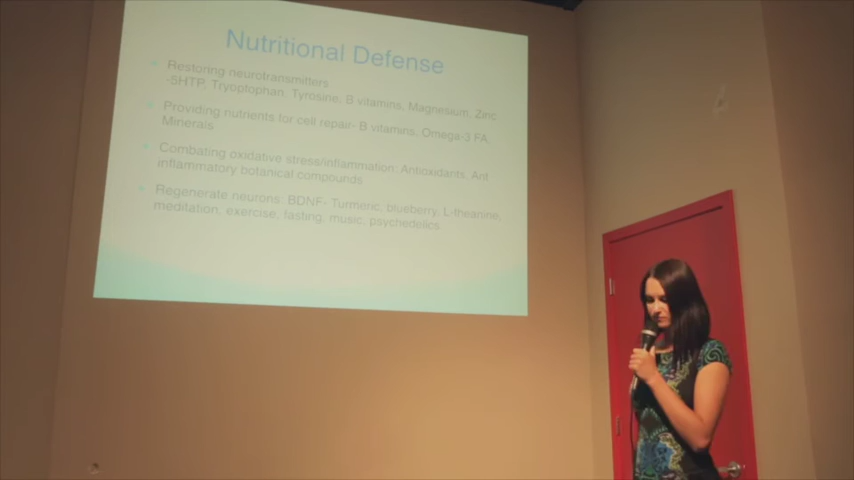 Nutritional Defense
Restoring neurotransmitters
-5HTP, Tryoptophan, Tyrosine, B vitamins, Magnesium, Zinc
Providing nutrients for cell repair- B vitamins, Omega-3 FA,
Minerals
Combating oxidative stress/inflammation: Antioxidants, Ant
inflammatory botanical compounds
Regenerate neurons: BDNF- Turmeric, blueberry, L-theanine,
meditation, exercise, fasting, music, psychedelics